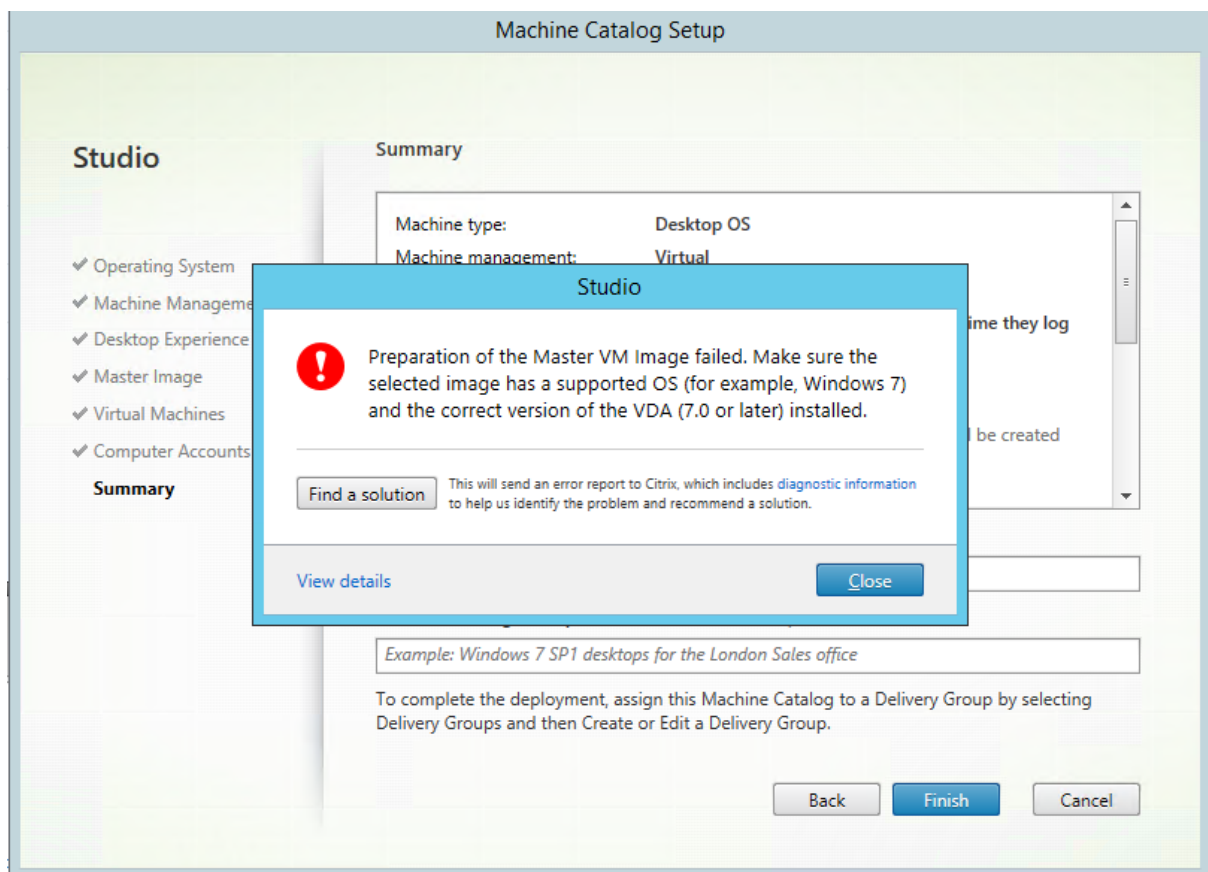 Machine Catalog Setup
Studio
Operating System
Machine Manageme
Desktop Experience
Master Image
Virtual Machines
Computer Accounts
Summary
Summary
Machine type: Desktop OS
Machine management: Virtual
ime they log
be created
Studio
Preparation of the Master VM Image failed. Make sure the
selected image has a supported OS (for example, Windows 7)
and the correct version of the VDA (7.0 or later) installed.
Find a solution
This will send an error report to Citrix, which includes diagnostic information
to help us identify the problem and recommend a solution.
View details
Close
Example: Windows 7 SP1 desktops for the London Sales office
To complete the deployment, assign this Machine Catalog to a Delivery Group by selecting
Delivery Groups and then Create or Edit a Delivery Group.
Back Finish Cancel